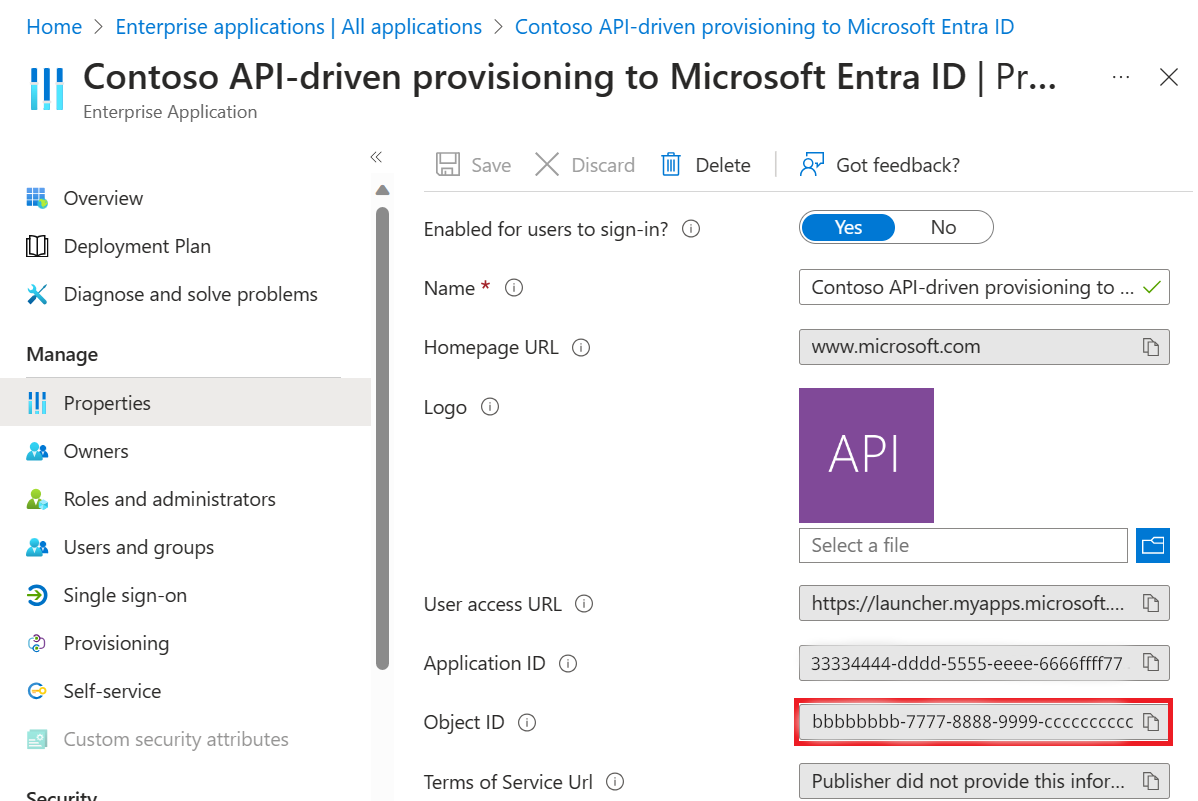 Home > Enterprise applications | All applications > Contoso API-driven provisioning to Microsoft Entra ID
Contoso API-driven provisioning to Microsoft Entra ID | Pr...
Enterprise Application
Save Discard Delete Got feedback?
Overview
Deployment Plan
Diagnose and solve problems
Manage
Properties
Owners
Roles and administrators
Users and groups
Single sign-on
Provisioning
Self-service
Custom security attributes
Security
Enabled for users to sign-in? Yes No
Name * Contoso API-driven provisioning to ...
Homepage URL www.microsoft.com
Logo
API
Select a file
User access URL https://launcher.myapps.microsoft....
Application ID 33334444-dddd-5555-eeee-6666ffff77
Object ID bbbbbbbb-7777-8888-9999-cccccccccc
Terms of Service Url Publisher did not provide this infor...